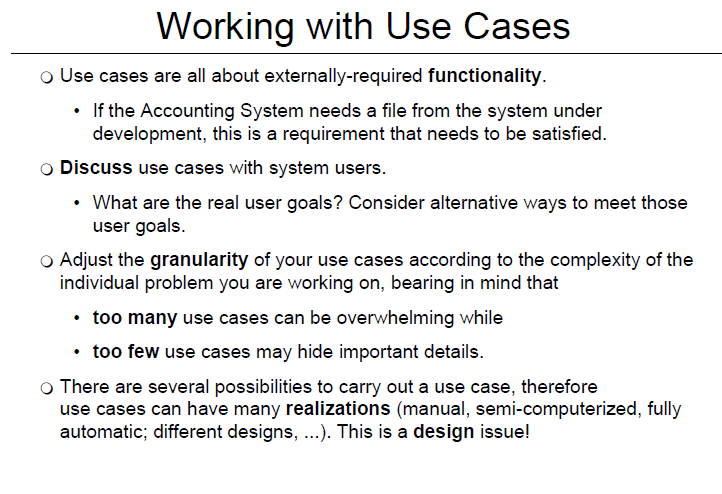 Working with Use Cases
○ Use cases are all about externally-required functionality.
• If the Accounting System needs a file from the system under
development, this is a requirement that needs to be satisfied.
○ Discuss use cases with system users.
• What are the real user goals? Consider alternative ways to meet those
user goals.
○ Adjust the granularity of your use cases according to the complexity of the
individual problem you are working on, bearing in mind that
• too many use cases can be overwhelming while
• too few use cases may hide important details.
○ There are several possibilities to carry out a use case, therefore
use cases can have many realizations (manual, semi-computerized, fully
automatic; different designs, ...). This is a design issue!